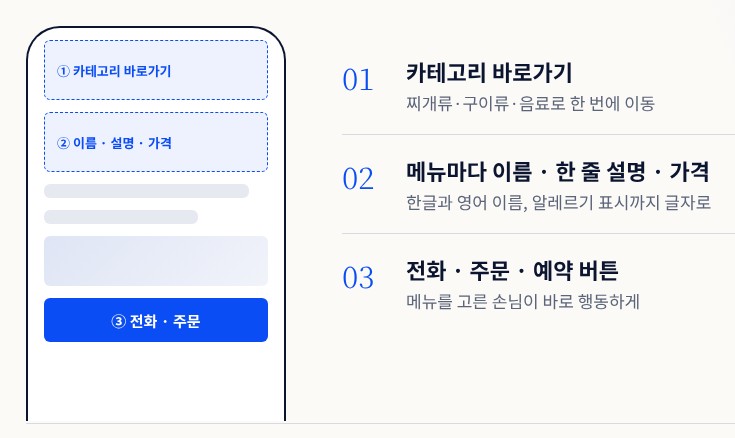 ① 카테고리 바로가기
② 이름 · 설명 · 가격
③ 전화 · 주문
01
카테고리 바로가기
찌개류·구이류·음료로 한 번에 이동
02
메뉴마다 이름 · 한 줄 설명 · 가격
한글과 영어 이름, 알레르기 표시까지 글자로
03
전화 · 주문 · 예약 버튼
메뉴를 고른 손님이 바로 행동하게